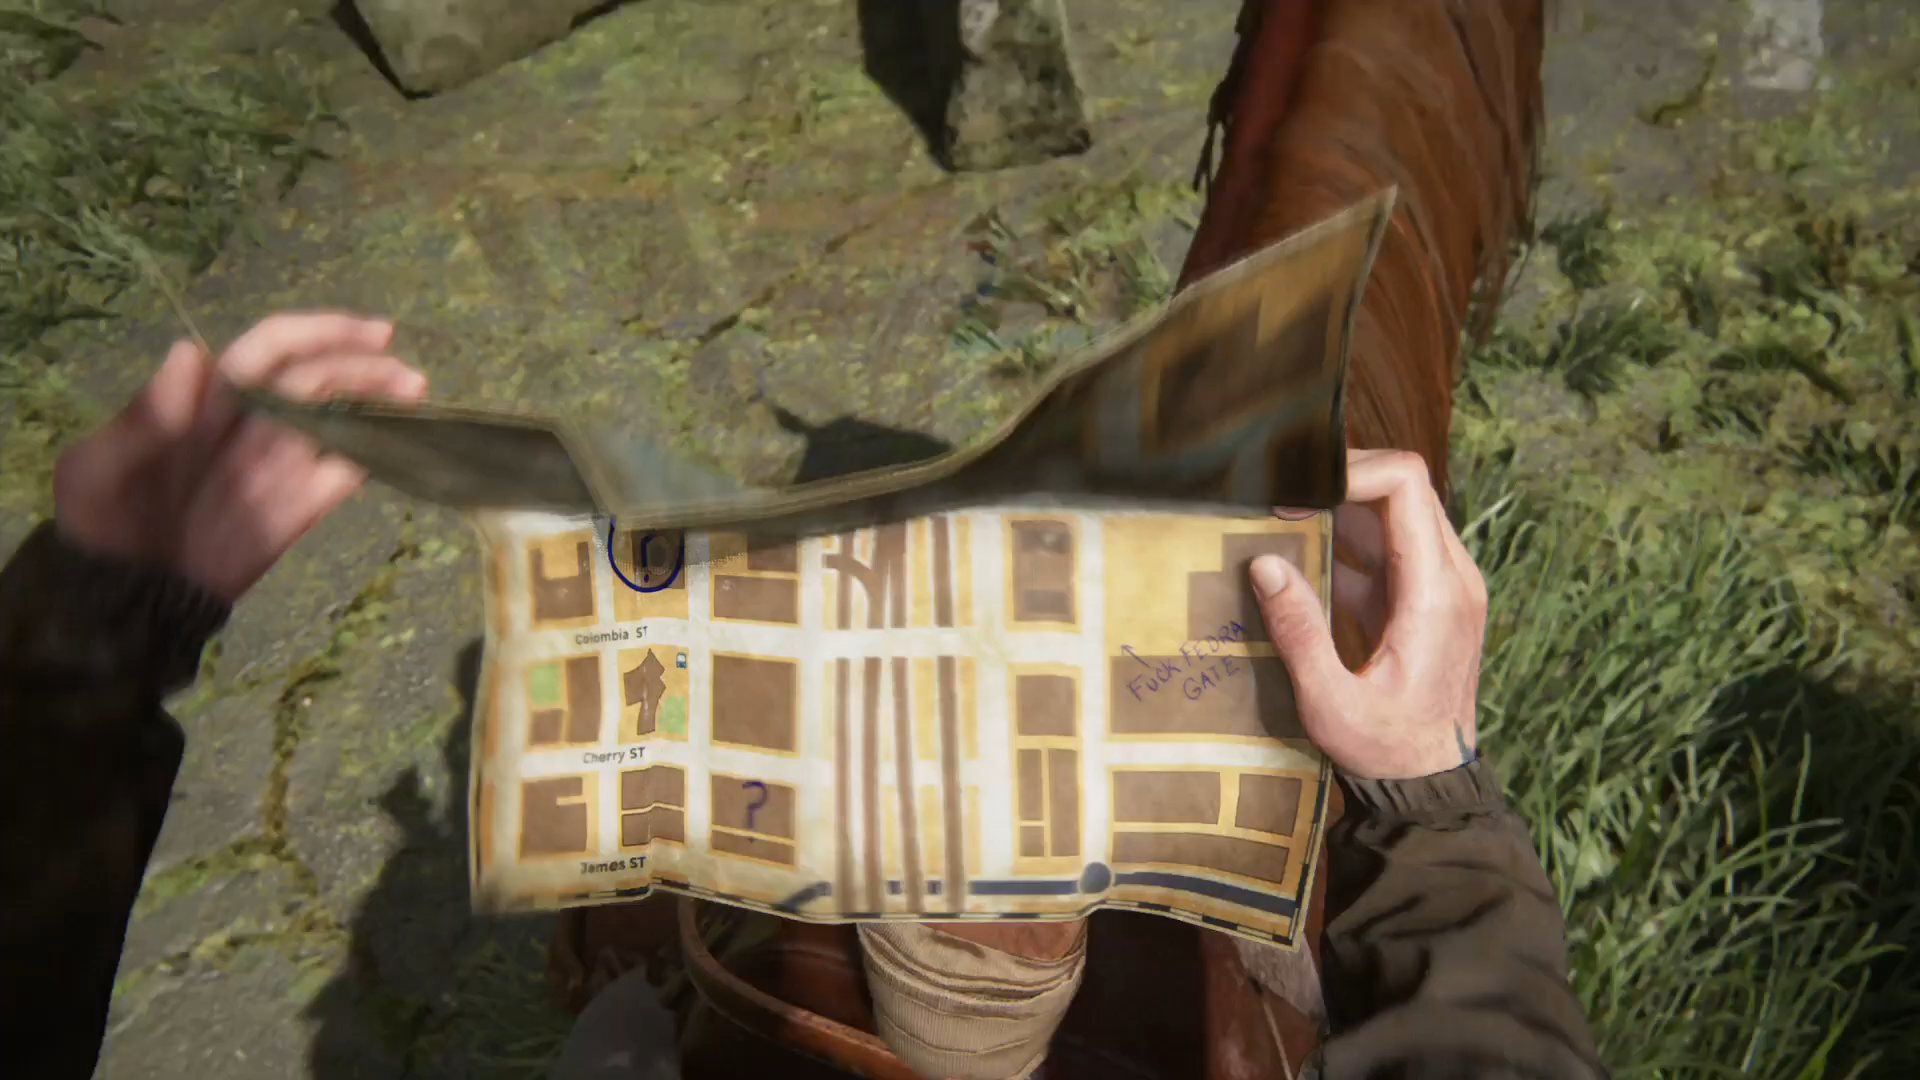 Colombia ST
FUCK FEDRA
GATE
Cherry ST
?
James ST